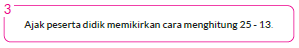 3
Ajak peserta didik memikirkan cara menghitung 25 - 13.